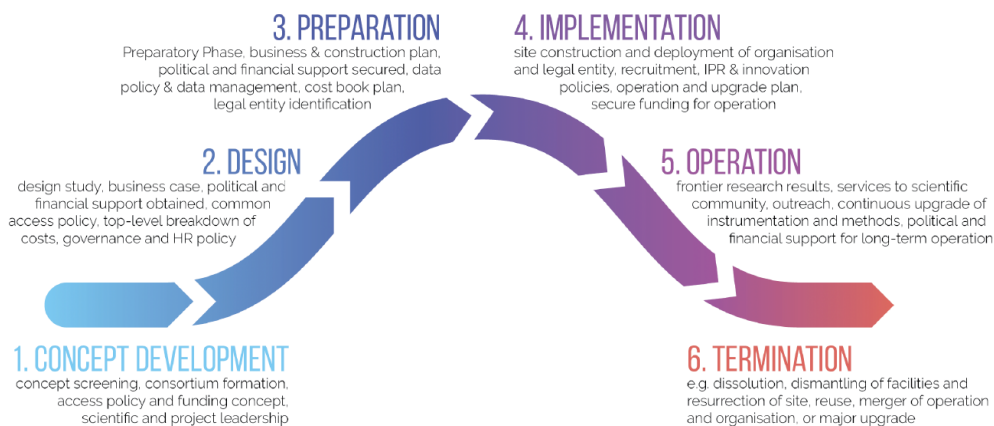 1. CONCEPT DEVELOPMENT
concept screening, consortium formation,
access policy and funding concept,
scientific and project leadership
2. DESIGN
design study, business case, political and
financial support obtained, common
access policy, top-level breakdown of
costs, governance and HR policy
3. PREPARATION
Preparatory Phase, business & construction plan,
political and financial support secured, data
policy & data management, cost book plan,
legal entity identification
4. IMPLEMENTATION
site construction and deployment of organisation
and legal entity, recruitment, IPR & innovation
policies, operation and upgrade plan,
secure funding for operation
5. OPERATION
frontier research results, services to scientific
community, outreach, continuous upgrade of
instrumentation and methods, political and
financial support for long-term operation
6. TERMINATION
e.g. dissolution, dismantling of facilities and
resurrection of site, reuse, merger of operation
and organisation, or major upgrade